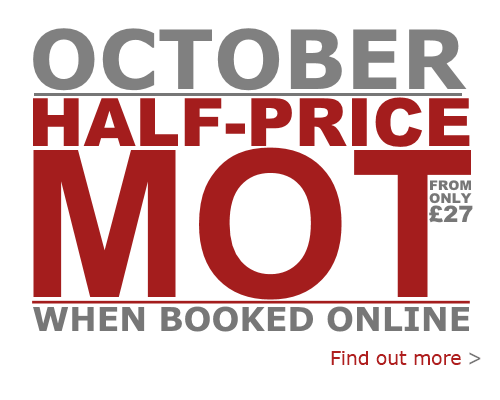 OCTOBER
HALF-PRICE
MOT
FROM
ONLY
£27
WHEN BOOKED ONLINE
Find out more >